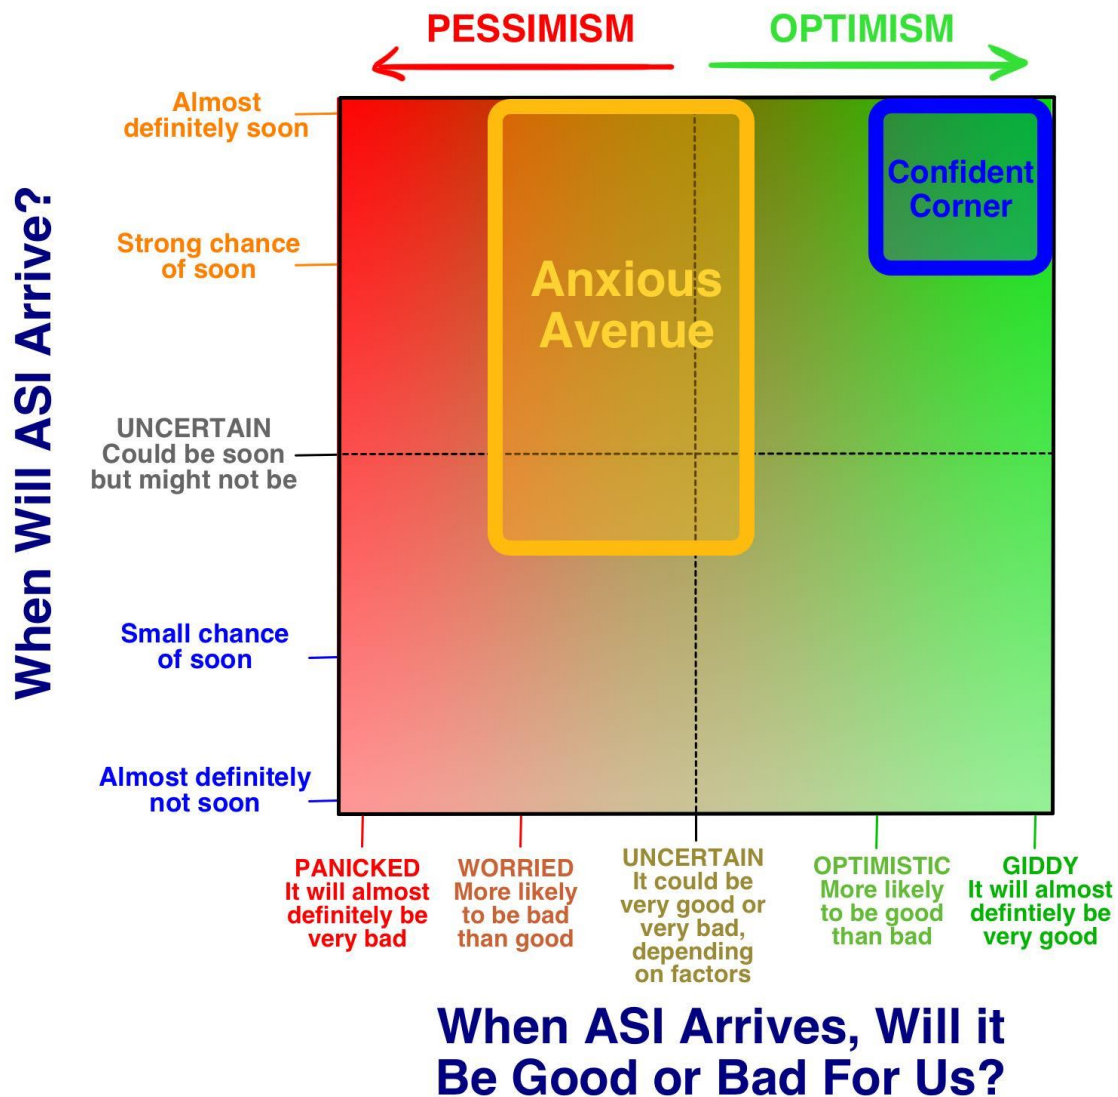 PESSIMISM
OPTIMISM
When Will ASI Arrive?
Almost
definitely soon
Strong chance
of soon
UNCERTAIN
Could be soon
but might not be
Small chance
of soon
Almost definitely
not soon
Confident
Corner
Anxious
Avenue
PANICKED
It will almost
definitely be
very bad
WORRIED
More likely
to be bad
than good
UNCERTAIN
It could be
very good or
very bad,
depending
on factors
OPTIMISTIC
More likely
to be good
than bad
GIDDY
It will almost
defintiely be
very good
When ASI Arrives, Will it
Be Good or Bad For Us?